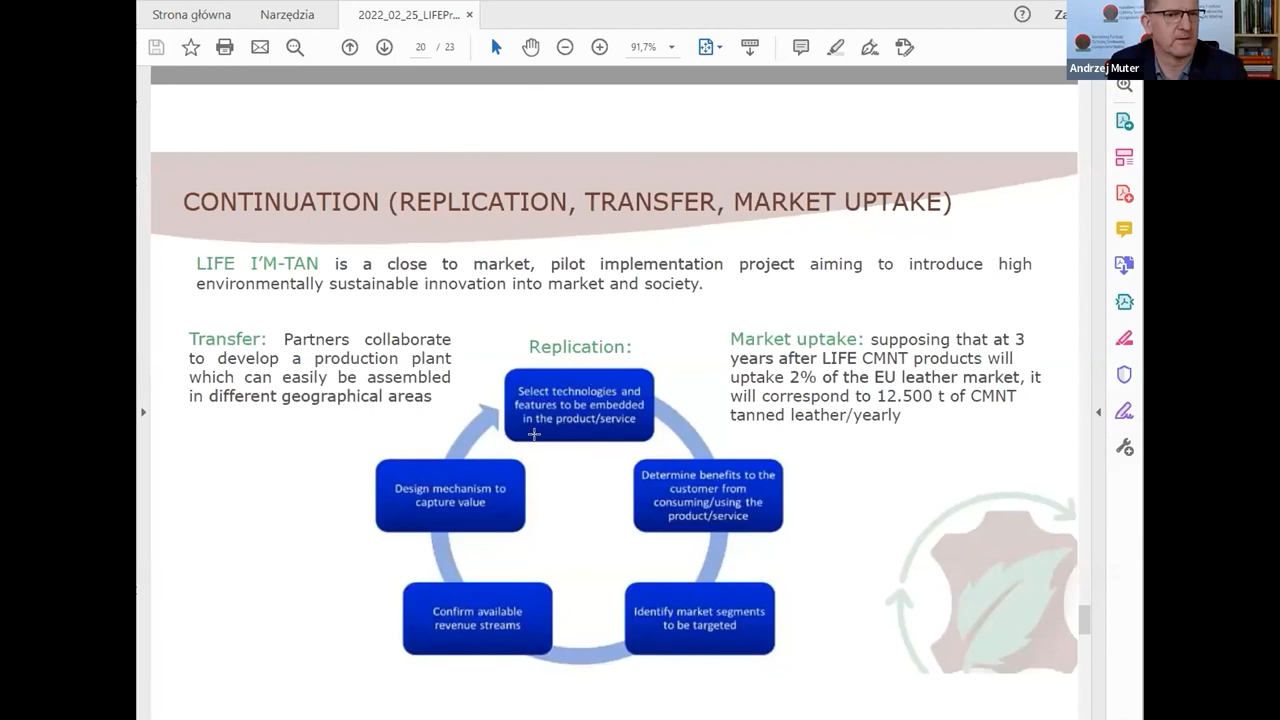 Strona główna
Narzędzia
2022_02_25_LIFEPr... ×
Za
20 / 23
91,7%
Andrzej Muter
CONTINUATION (REPLICATION, TRANSFER, MARKET UPTAKE)
LIFE I’M-TAN is a close to market, pilot implementation project aiming to introduce high
environmentally sustainable innovation into market and society.
Transfer: Partners collaborate
to develop a production plant
which can easily be assembled
in different geographical areas
Replication:
Select technologies and
features to be embedded
in the product/service
Determine benefits to the
customer from
consuming/using the
product/service
Identify market segments
to be targeted
Confirm available
revenue streams
Design mechanism to
capture value
Market uptake: supposing that at 3
years after LIFE CMNT products will
uptake 2% of the EU leather market, it
will correspond to 12.500 t of CMNT
tanned leather/yearly